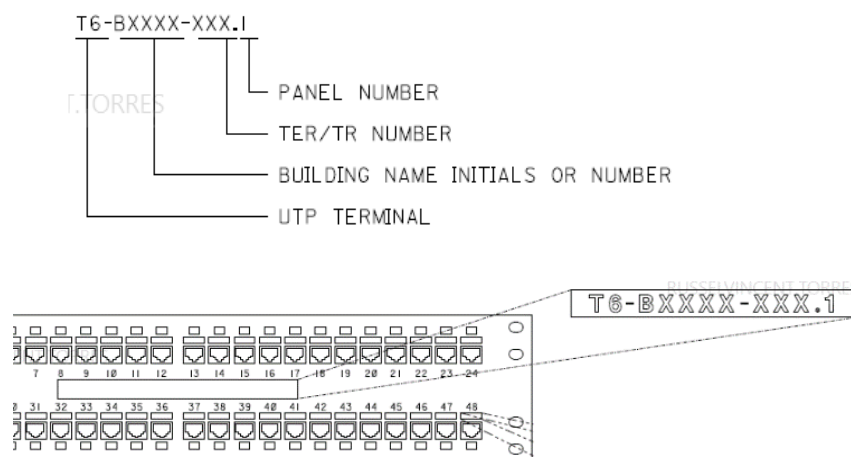 T6-BXXXX-XXX.1
PANEL NUMBER
T.TORRES
TER/TR NUMBER
BUILDING NAME INITIALS OR NUMBER
UTP TERMINAL
RUSSELVINCENT TORRE
T6-BXXXX-XXX.1
7 8 9 10 11 12 13 14 15 16 17 18 19 20 21 22 23 24
31 32 33 34 35 36 37 38 39 40 41 42 43 44 45 46 47 48